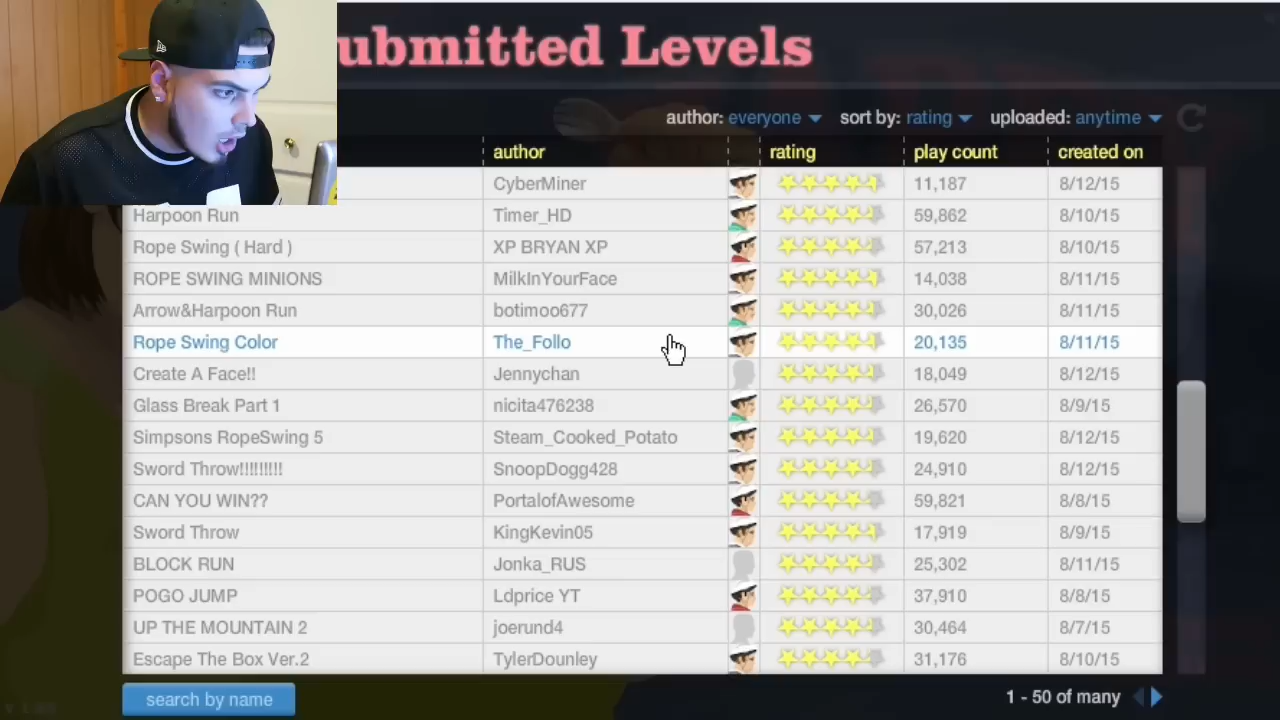 ubmitted Levels
author: everyone sort by: rating uploaded: anytime
author rating play count created on
CyberMiner 11,187 8/12/15
Harpoon Run Timer_HD 59,862 8/10/15
Rope Swing ( Hard ) XP BRYAN XP 57,213 8/10/15
ROPE SWING MINIONS MilkInYourFace 14,038 8/11/15
Arrow&Harpoon Run botimoo677 30,026 8/11/15
Rope Swing Color The_Follo 20,135 8/11/15
Create A Face!! Jennychan 18,049 8/12/15
Glass Break Part 1 nicita476238 26,570 8/9/15
Simpsons RopeSwing 5 Steam_Cooked_Potato 19,620 8/12/15
Sword Throw!!!!!!!!! SnoopDogg428 24,910 8/12/15
CAN YOU WIN?? PortalofAwesome 59,821 8/8/15
Sword Throw KingKevin05 17,919 8/9/15
BLOCK RUN Jonka_RUS 25,302 8/11/15
POGO JUMP Ldprice YT 37,910 8/8/15
UP THE MOUNTAIN 2 joerund4 30,464 8/7/15
Escape The Box Ver.2 TylerDounley 31,176 8/10/15
search by name 1 - 50 of many